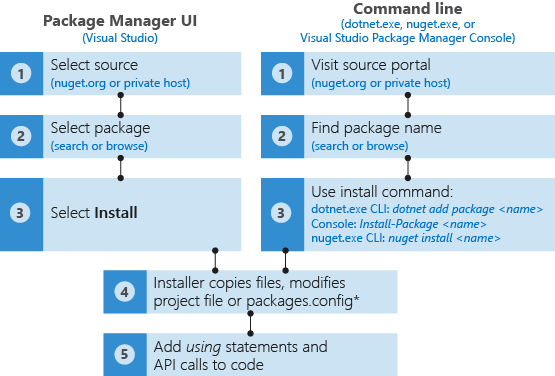 Package Manager UI
(Visual Studio)
1
Select source
(nuget.org or private host)
2
Select package
(search or browse)
3
Select Install
Command line
(dotnet.exe, nuget.exe, or
Visual Studio Package Manager Console)
1
Visit source portal
(nuget.org or private host)
2
Find package name
(search or browse)
3
Use install command:
dotnet.exe CLI: dotnet add package <name>
Console: Install-Package <name>
nuget.exe CLI: nuget install <name>
4
Installer copies files, modifies
project file or packages.config*
5
Add using statements and
API calls to code